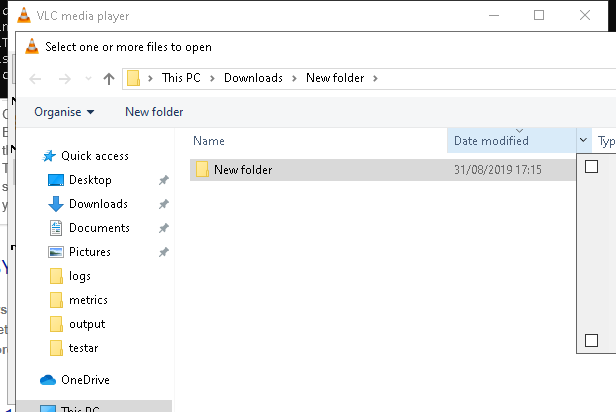 VLC media player
Select one or more files to open
This PC > Downloads > New folder >
Organise New folder
Name Date modified
Quick access
New folder 31/08/2019 17:15
Desktop
Downloads
Documents
Pictures
logs
metrics
output
testar
OneDrive
This PC